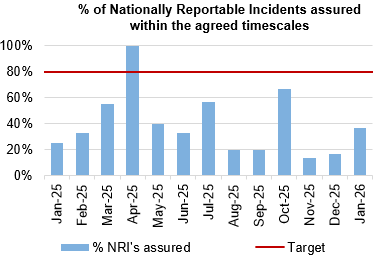 % of Nationally Reportable Incidents assured
within the agreed timescales
100%
80%
60%
40%
20%
0%
Jan-25
Feb-25
Mar-25
Apr-25
May-25
Jun-25
Jul-25
Aug-25
Sep-25
Oct-25
Nov-25
Dec-25
Jan-26
% NRI's assured
Target